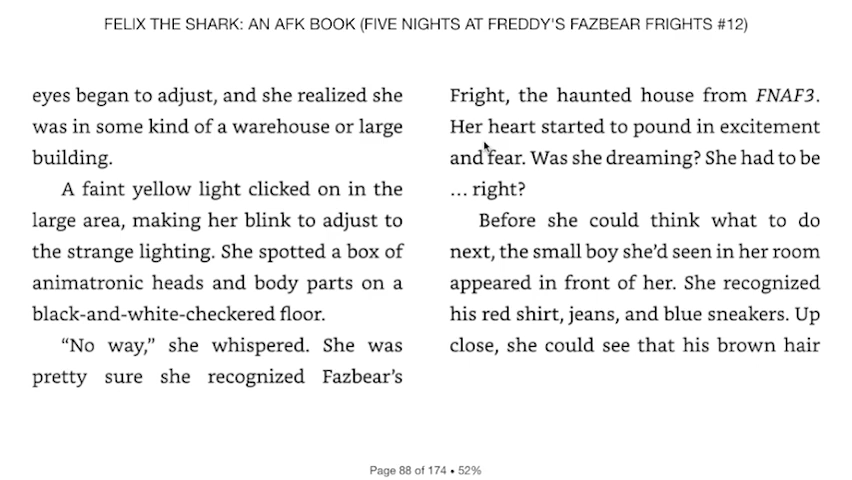 FELIX THE SHARK: AN AFK BOOK (FIVE NIGHTS AT FREDDY'S FAZBEAR FRIGHTS #12)
eyes began to adjust, and she realized she
was in some kind of a warehouse or large
building.
A faint yellow light clicked on in the
large area, making her blink to adjust to
the strange lighting. She spotted a box of
animatronic heads and body parts on a
black-and-white-checkered floor.
“No way,” she whispered. She was
pretty sure she recognized Fazbear’s
Fright, the haunted house from FNAF3.
Her heart started to pound in excitement
and fear. Was she dreaming? She had to be
… right?
Before she could think what to do
next, the small boy she’d seen in her room
appeared in front of her. She recognized
his red shirt, jeans, and blue sneakers. Up
close, she could see that his brown hair
Page 88 of 174 • 52%